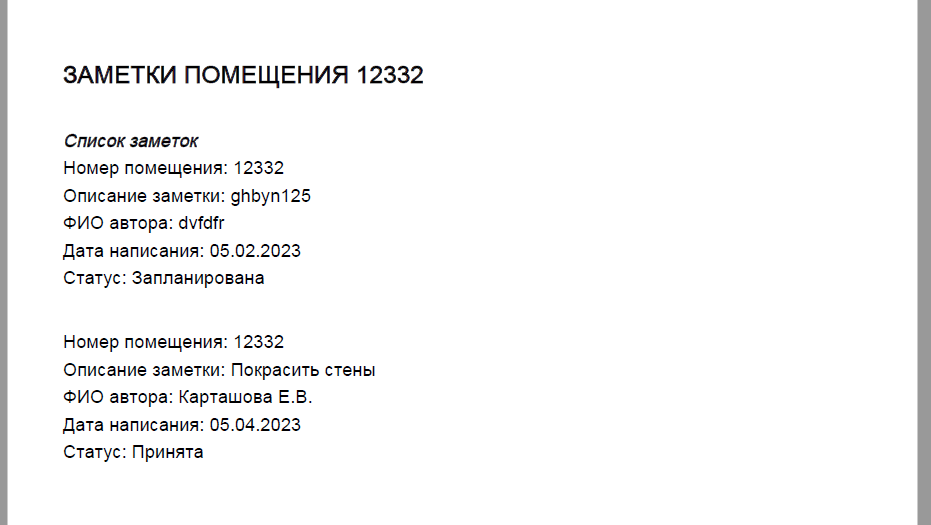 ЗАМЕТКИ ПОМЕЩЕНИЯ 12332
Список заметок
Номер помещения: 12332
Описание заметки: ghbyn125
ФИО автора: dvfdfr
Дата написания: 05.02.2023
Статус: Запланирована
Номер помещения: 12332
Описание заметки: Покрасить стены
ФИО автора: Карташова Е.В.
Дата написания: 05.04.2023
Статус: Принята